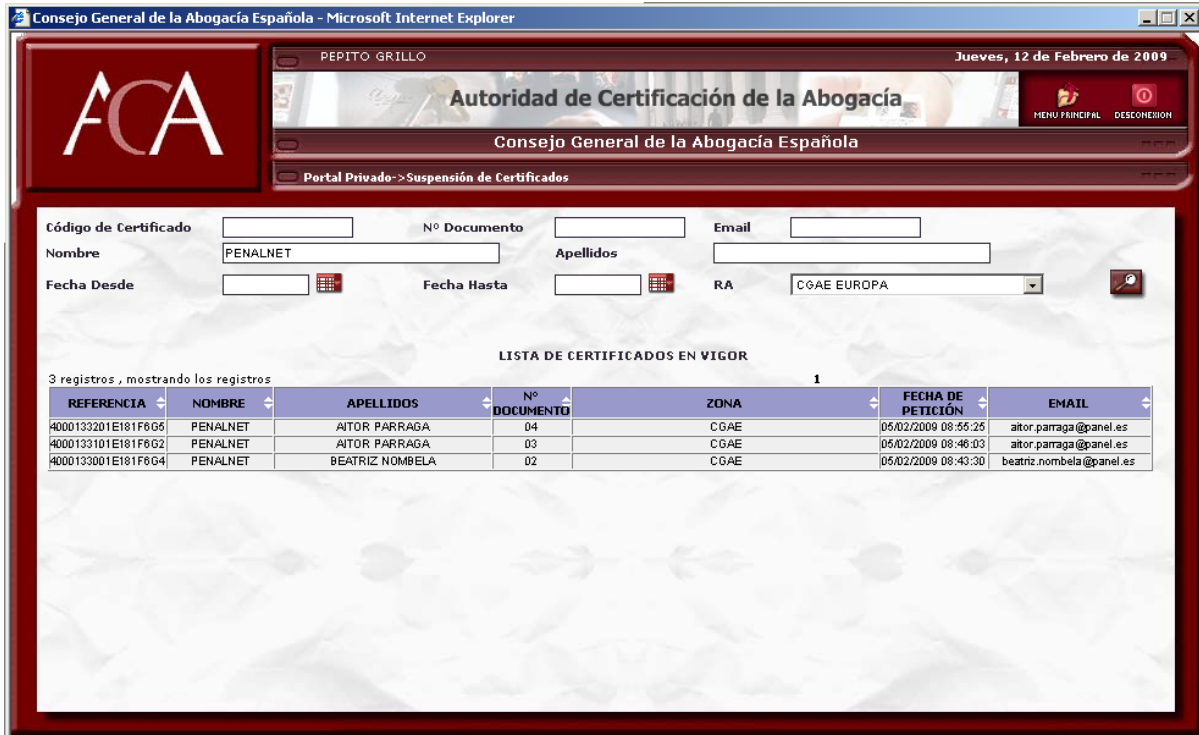 Consejo General de la Abogacía Española - Microsoft Internet Explorer
PEPITO GRILLO Jueves, 12 de Febrero de 2009
ACA
Autoridad de Certificación de la Abogacía
MENU PRINCIPAL DESCONEXION
Consejo General de la Abogacía Española
Portal Privado->Suspensión de Certificados
Código de Certificado Nº Documento Email
Nombre PENALNET Apellidos
Fecha Desde Fecha Hasta RA CGAE EUROPA
LISTA DE CERTIFICADOS EN VIGOR
3 registros , mostrando los registros 1
REFERENCIA NOMBRE APELLIDOS Nº DOCUMENTO ZONA FECHA DE PETICIÓN EMAIL
4000133201E181F6G5 PENALNET AITOR PARRAGA 04 CGAE 05/02/2009 08:55:25 aitor.parraga@panel.es
4000133101E181F6G2 PENALNET AITOR PARRAGA 03 CGAE 05/02/2009 08:46:03 aitor.parraga@panel.es
4000133001E181F6G4 PENALNET BEATRIZ NOMBELA 02 CGAE 05/02/2009 08:43:30 beatriz.nombela@panel.es